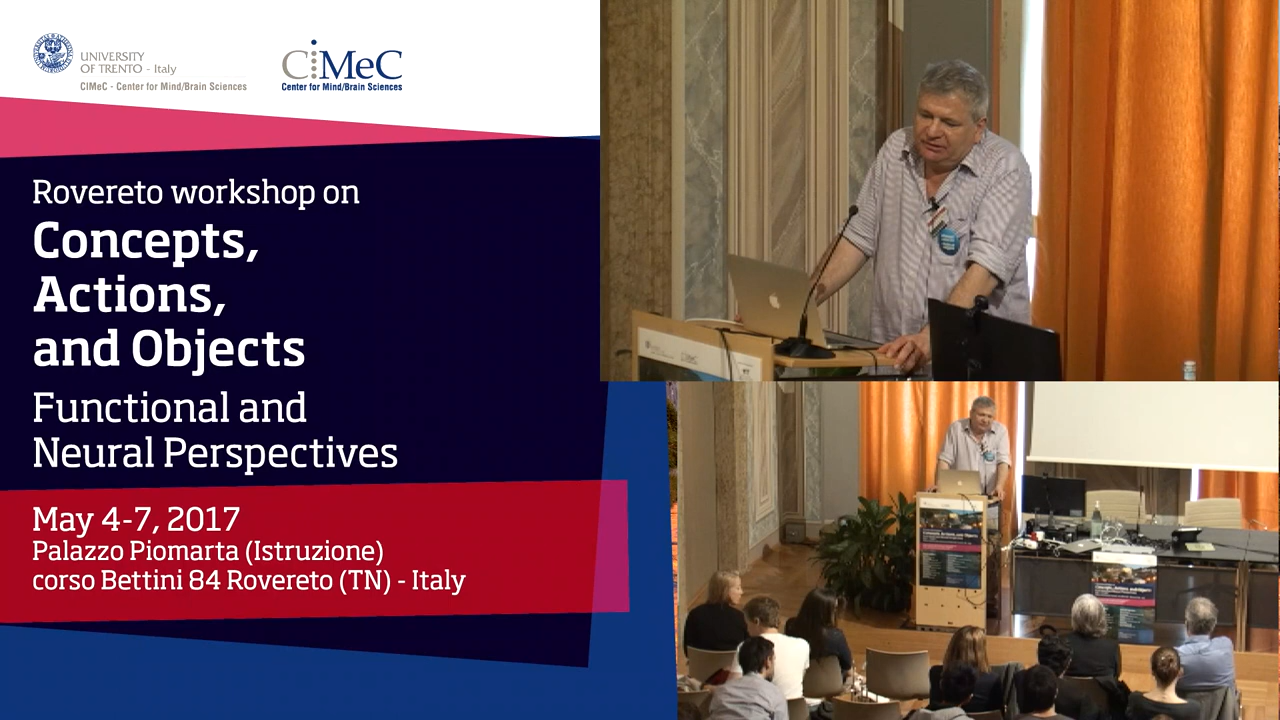 UNIVERSITY
OF TRENTO - Italy
CIMeC - Center for Mind/Brain Sciences
CiMeC
Center for Mind/Brain Sciences
Rovereto workshop on
Concepts,
Actions,
and Objects
Functional and
Neural Perspectives
May 4-7, 2017
Palazzo Piomarta (Istruzione)
corso Bettini 84 Rovereto (TN) - Italy